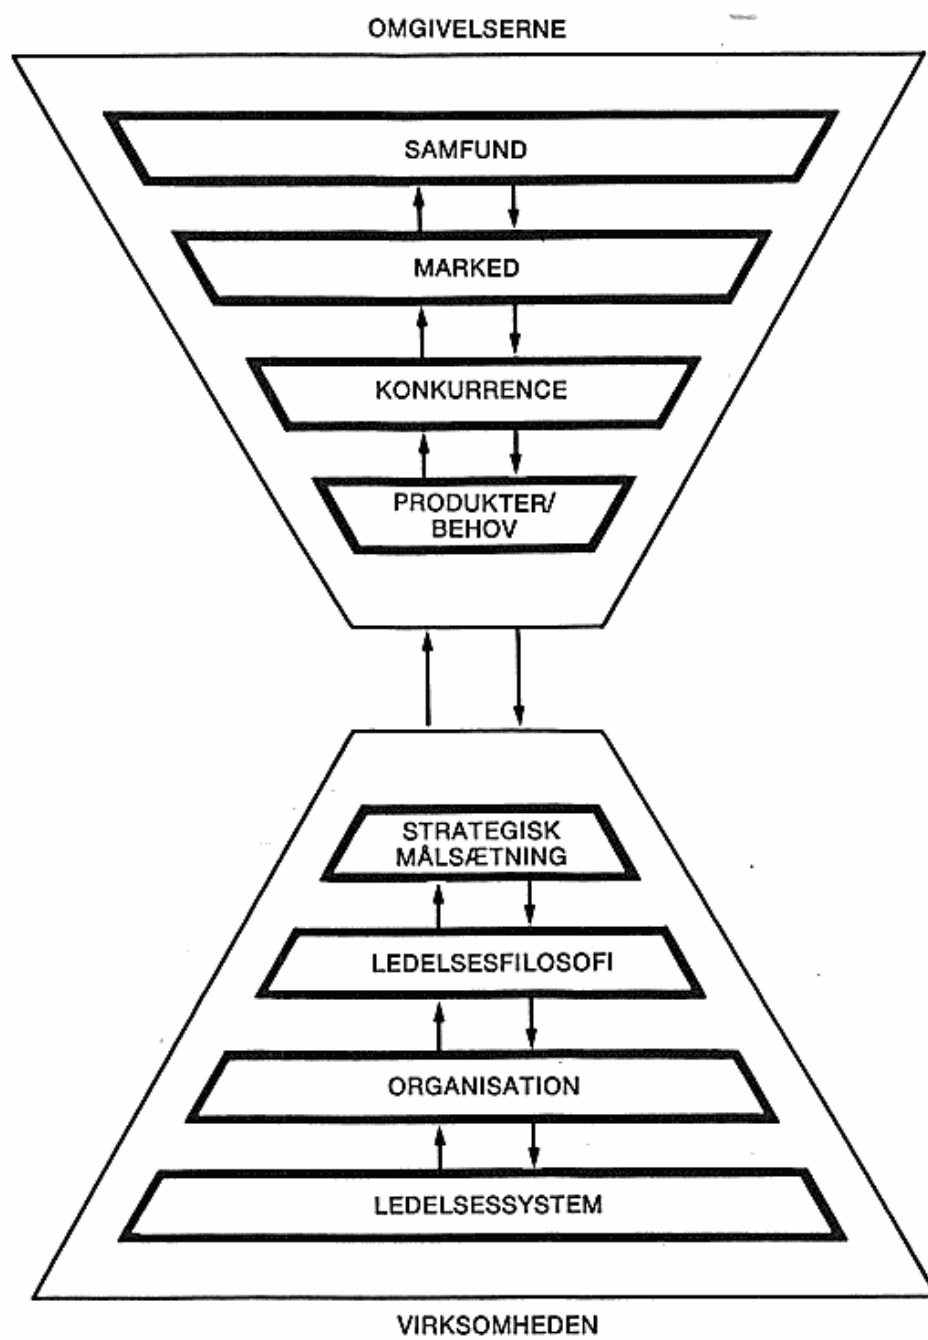 OMGIVELSERNE
SAMFUND
MARKED
KONKURRENCE
PRODUKTER/
BEHOV
STRATEGISK
MÅLSÆTNING
LEDELSESFILOSOFI
ORGANISATION
LEDELSESSYSTEM
VIRKSOMHEDEN